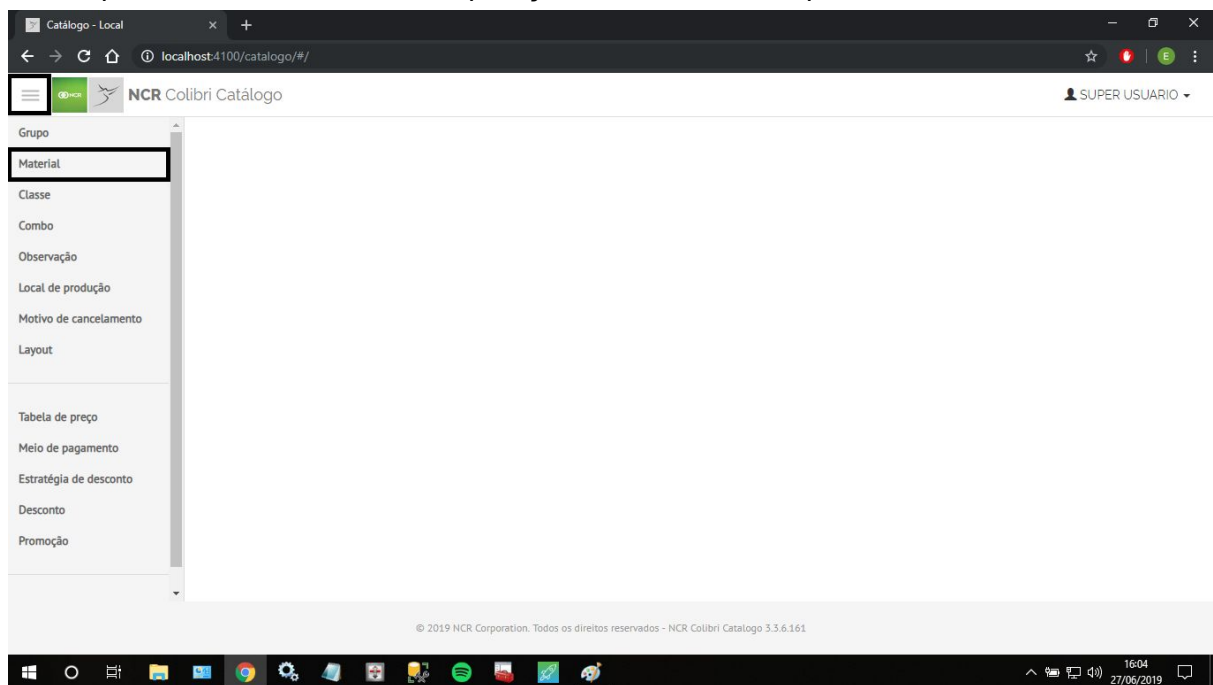 Catálogo - Local
localhost:4100/catalogo/#/
E
NCR
NCR Colibri Catálogo
SUPER USUARIO
Grupo
Material
Classe
Combo
Observação
Local de produção
Motivo de cancelamento
Layout
Tabela de preço
Meio de pagamento
Estratégia de desconto
Desconto
Promoção
© 2019 NCR Corporation. Todos os direitos reservados - NCR Colibri Catalogo 3.3.6.161
16:04
27/06/2019